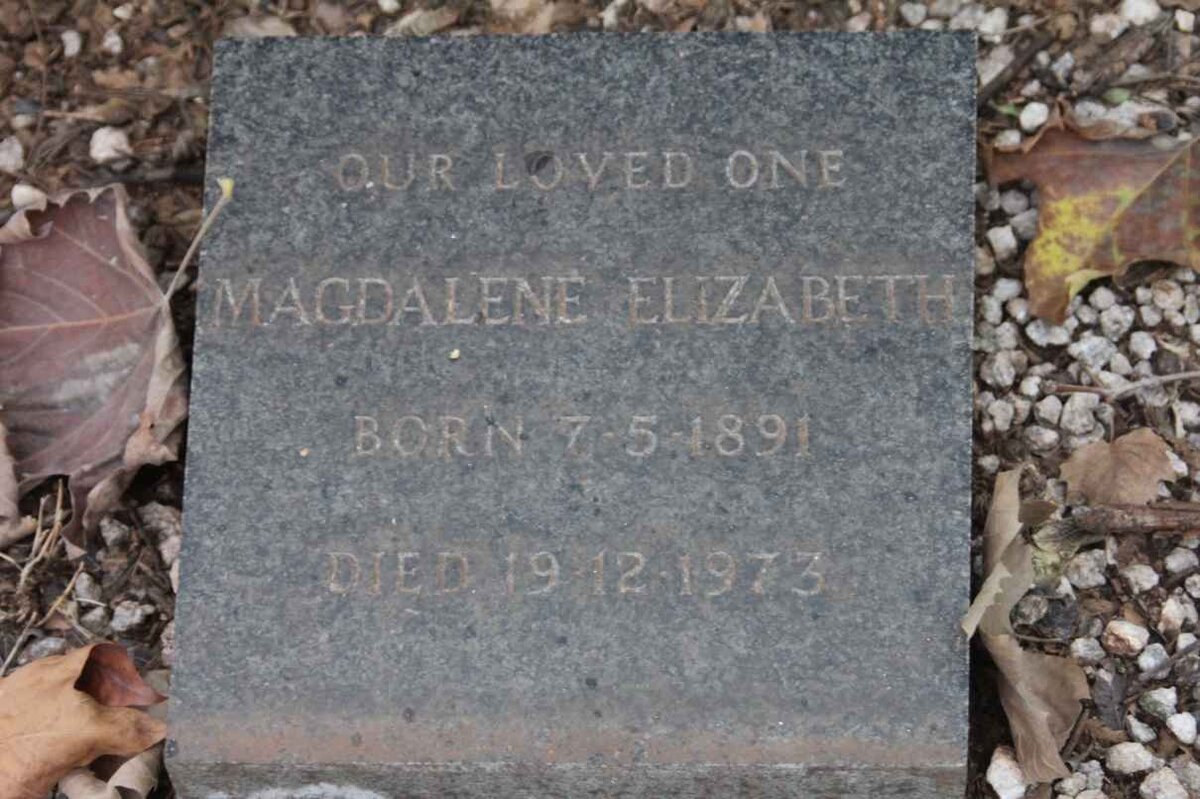 OUR LOVED ONE
MAGDALENE ELIZABETH
BORN 7-5-1891
DIED 19-12-1973